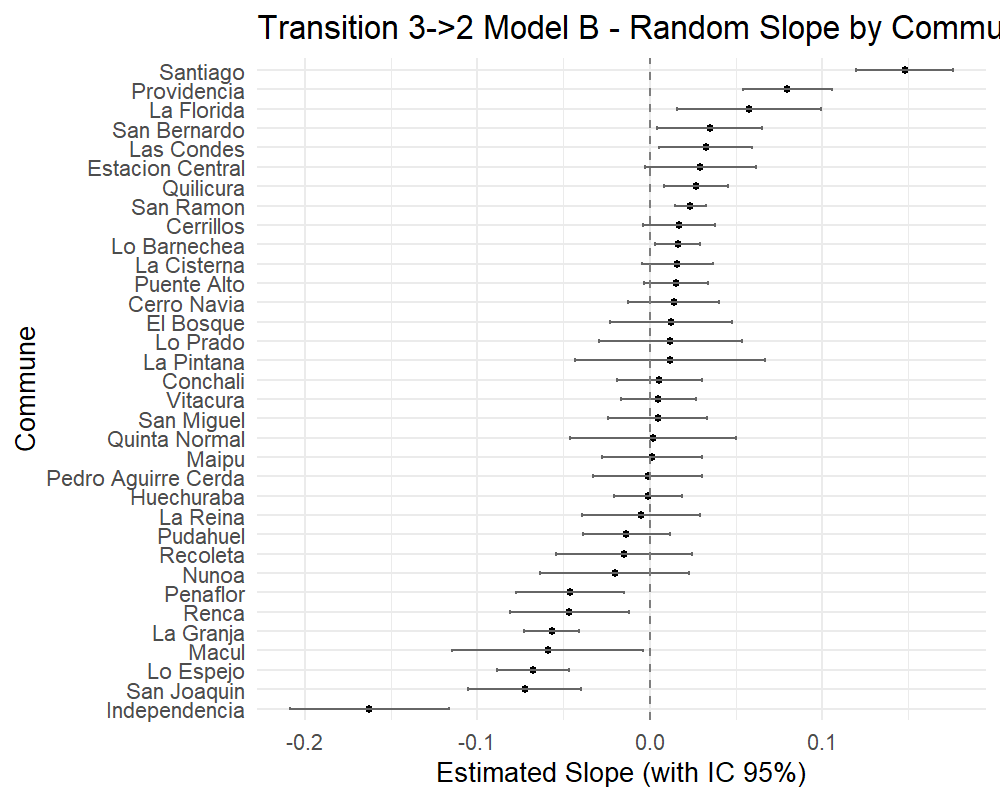 Transition 3->2 Model B - Random Slope by Commu
Santiago
Providencia
La Florida
San Bernardo
Las Condes
Estacion Central
Quilicura
San Ramon
Cerrillos
Lo Barnechea
La Cisterna
Puente Alto
Cerro Navia
El Bosque
Lo Prado
La Pintana
Conchali
Vitacura
San Miguel
Quinta Normal
Maipu
Pedro Aguirre Cerda
Huechuraba
La Reina
Pudahuel
Recoleta
Nunoa
Penaflor
Renca
La Granja
Macul
Lo Espejo
San Joaquin
Independencia
Commune
-0.2 -0.1 0.0 0.1
Estimated Slope (with IC 95%)